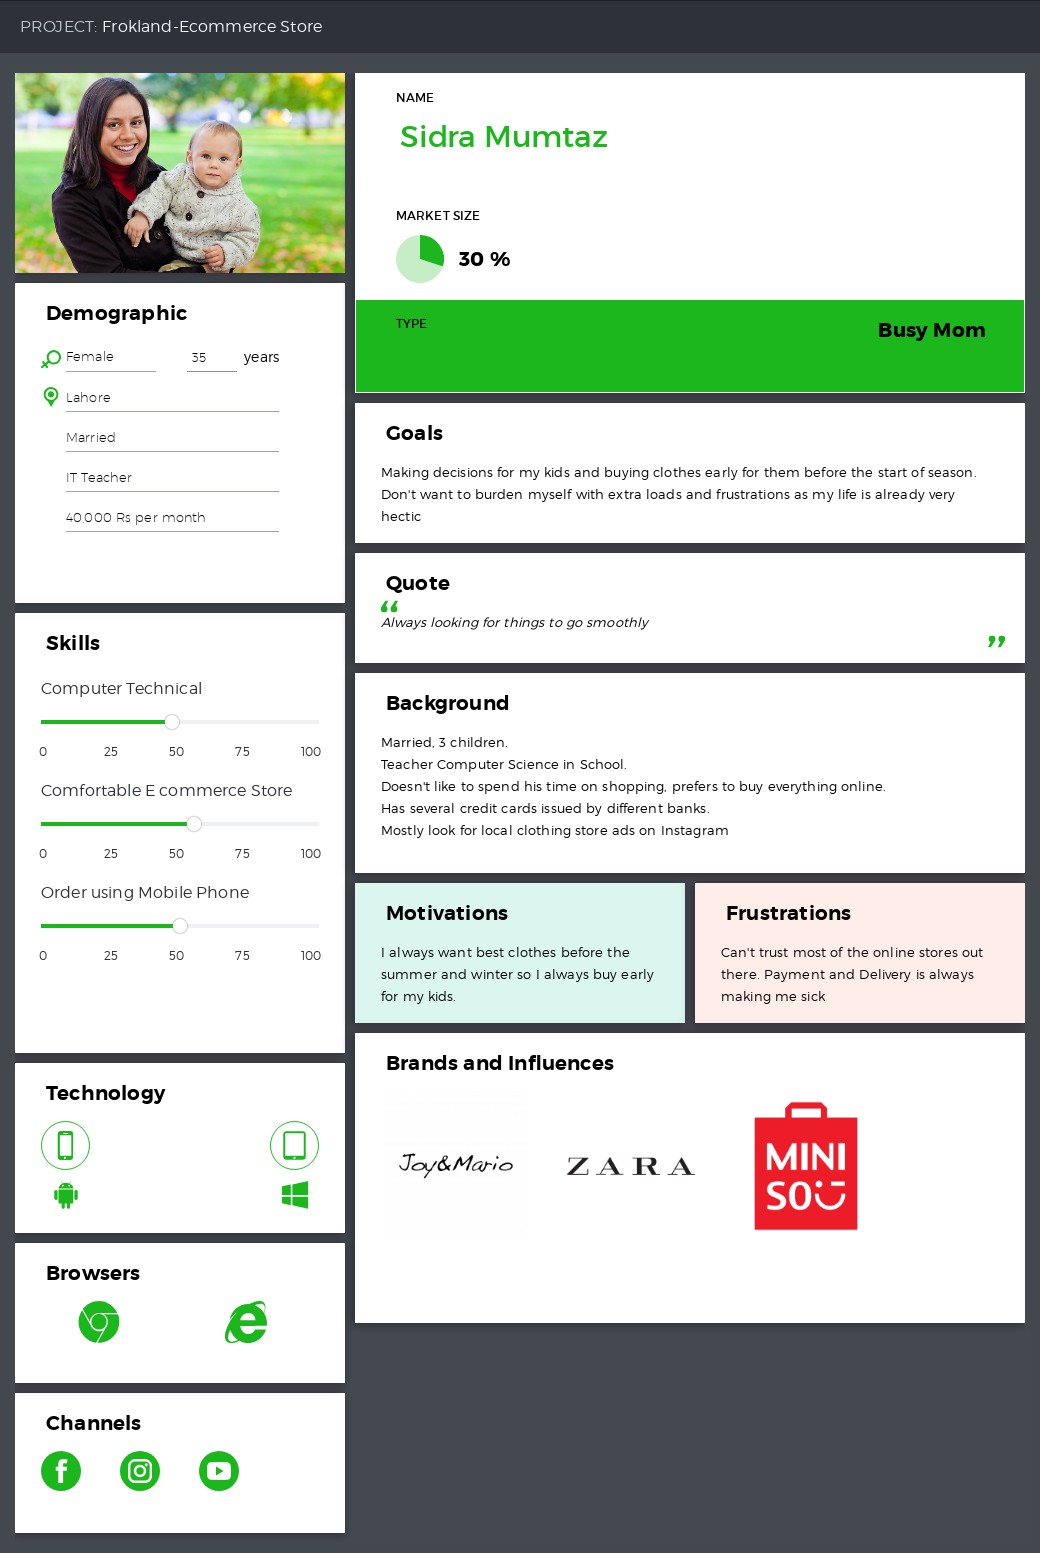 PROJECT: Frokland-Ecommerce Store
NAME
Sidra Mumtaz
MARKET SIZE
30 %
TYPE
Busy Mom
Demographic
Female
35 years
Lahore
Married
IT Teacher
40,000 Rs per month
Skills
Computer Technical
0 25 50 75 100
Comfortable E commerce Store
0 25 50 75 100
Order using Mobile Phone
0 25 50 75 100
Technology
Browsers
Channels
Goals
Making decisions for my kids and buying clothes early for them before the start of season.
Don't want to burden myself with extra loads and frustrations as my life is already very
hectic
Quote
“
Always looking for things to go smoothly
”
Background
Married, 3 children.
Teacher Computer Science in School.
Doesn't like to spend his time on shopping, prefers to buy everything online.
Has several credit cards issued by different banks.
Mostly look for local clothing store ads on Instagram
Motivations
I always want best clothes before the
summer and winter so I always buy early
for my kids.
Frustrations
Can't trust most of the online stores out
there. Payment and Delivery is always
making me sick
Brands and Influences
Joy&Mario
ZARA
MINI
SOU